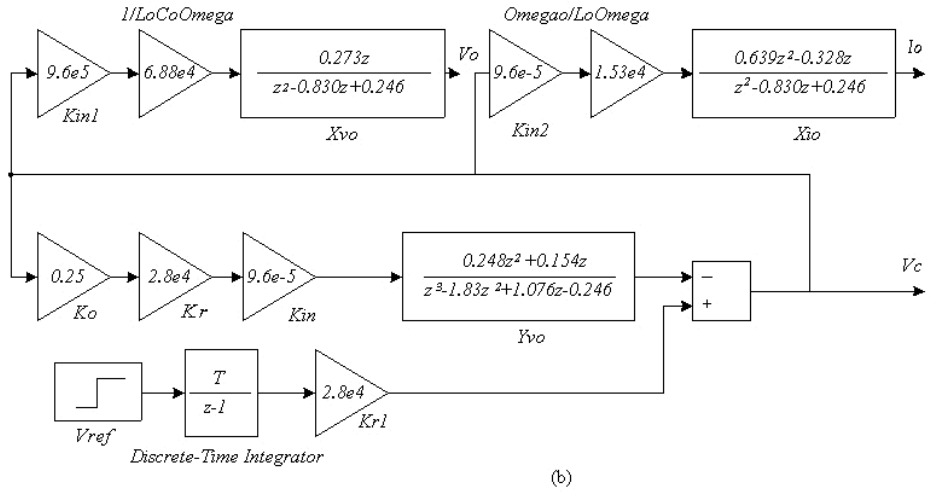 1/LoCoOmega
Omegao/LoOmega
9.6e5
6.88e4
0.273z
z²-0.830z+0.246
Vo
9.6e-5
1.53e4
0.639z²-0.328z
z²-0.830z+0.246
Io
Kin1
Xvo
Kin2
Xio
0.25
2.8e4
9.6e-5
0.248z²+0.154z
z³-1.83z²+1.076z-0.246
−
+
Vc
Ko
Kr
Kin
Yvo
T
z-1
2.8e4
Kr1
Vref
Discrete-Time Integrator
(b)